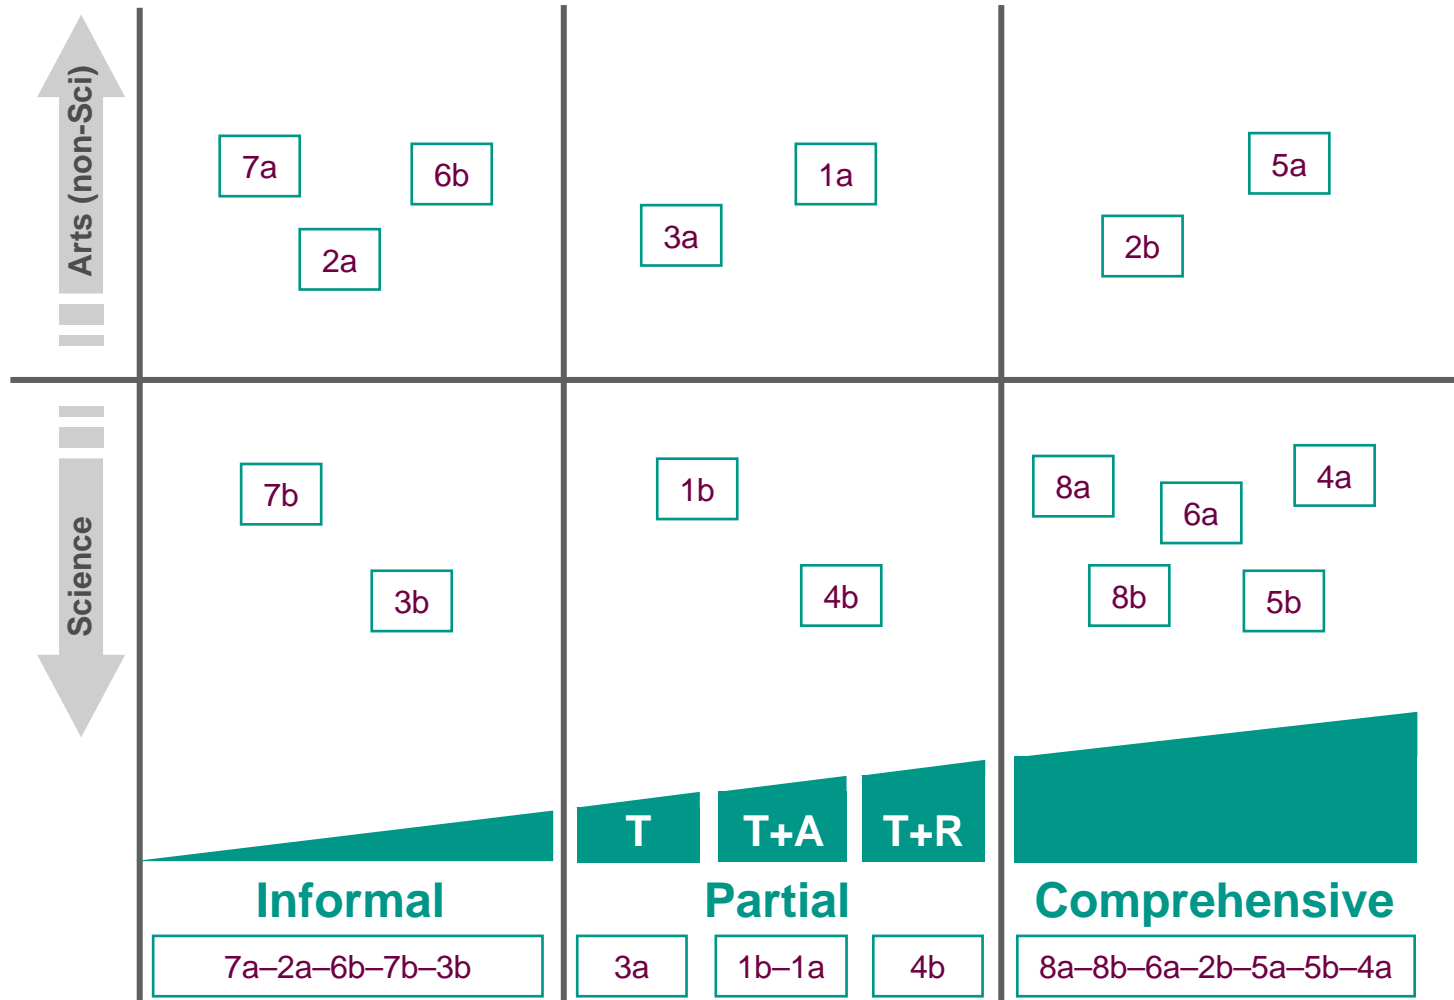 Arts (non-Sci)
7a
6b
2a
1a
3a
5a
2b
Science
7b
3b
1b
4b
8a
4a
6a
8b
5b
T
T+A
T+R
Informal
Partial
Comprehensive
7a–2a–6b–7b–3b
3a
1b–1a
4b
8a–8b–6a–2b–5a–5b–4a